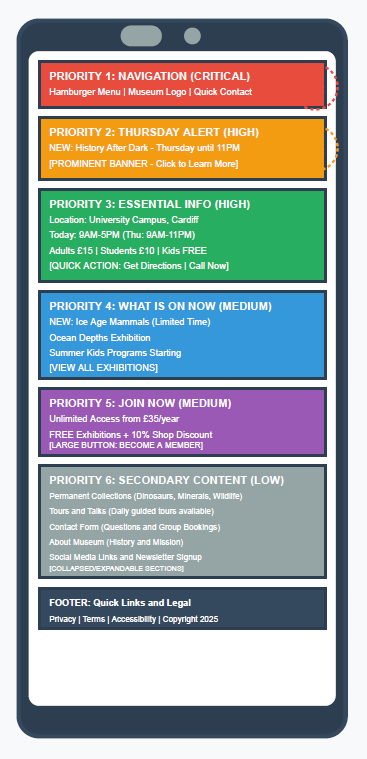 PRIORITY 1: NAVIGATION (CRITICAL)
Hamburger Menu | Museum Logo | Quick Contact
PRIORITY 2: THURSDAY ALERT (HIGH)
NEW: History After Dark - Thursday until 11PM
[PROMINENT BANNER - Click to Learn More]
PRIORITY 3: ESSENTIAL INFO (HIGH)
Location: University Campus, Cardiff
Today: 9AM-5PM (Thu: 9AM-11PM)
Adults £15 | Students £10 | Kids FREE
[QUICK ACTION: Get Directions | Call Now]
PRIORITY 4: WHAT IS ON NOW (MEDIUM)
NEW: Ice Age Mammals (Limited Time)
Ocean Depths Exhibition
Summer Kids Programs Starting
[VIEW ALL EXHIBITIONS]
PRIORITY 5: JOIN NOW (MEDIUM)
Unlimited Access from £35/year
FREE Exhibitions + 10% Shop Discount
[LARGE BUTTON: BECOME A MEMBER]
PRIORITY 6: SECONDARY CONTENT (LOW)
Permanent Collections (Dinosaurs, Minerals, Wildlife)
Tours and Talks (Daily guided tours available)
Contact Form (Questions and Group Bookings)
About Museum (History and Mission)
Social Media Links and Newsletter Signup
[COLLAPSED/EXPANDABLE SECTIONS]
FOOTER: Quick Links and Legal
Privacy | Terms | Accessibility | Copyright 2025